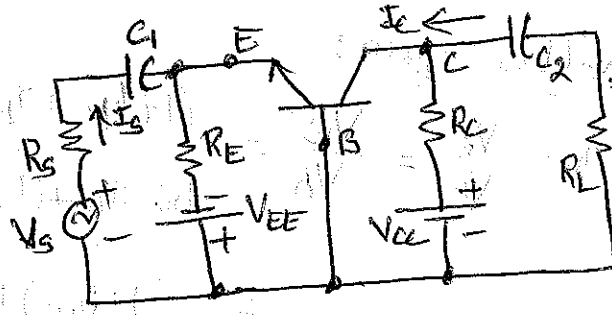 C1 E IC C C2
IS
RS RE B RC RL
+ - +
VS - VEE VCC
+ -